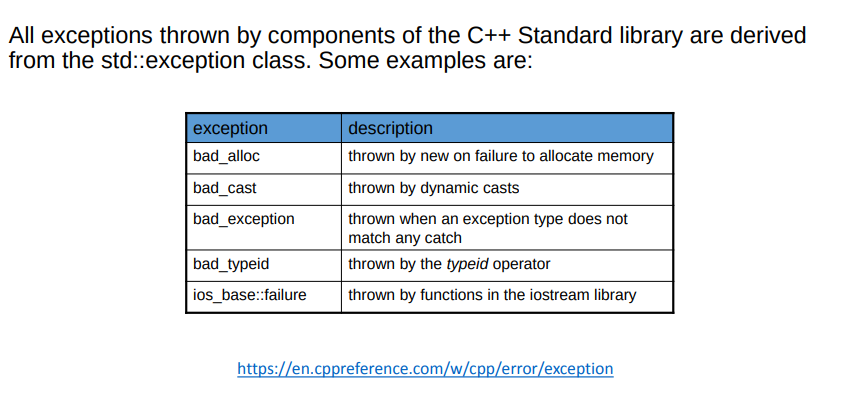 All exceptions thrown by components of the C++ Standard library are derived
from the std::exception class. Some examples are:
exception description
bad_alloc thrown by new on failure to allocate memory
bad_cast thrown by dynamic casts
bad_exception thrown when an exception type does not
match any catch
bad_typeid thrown by the typeid operator
ios_base::failure thrown by functions in the iostream library
https://en.cppreference.com/w/cpp/error/exception